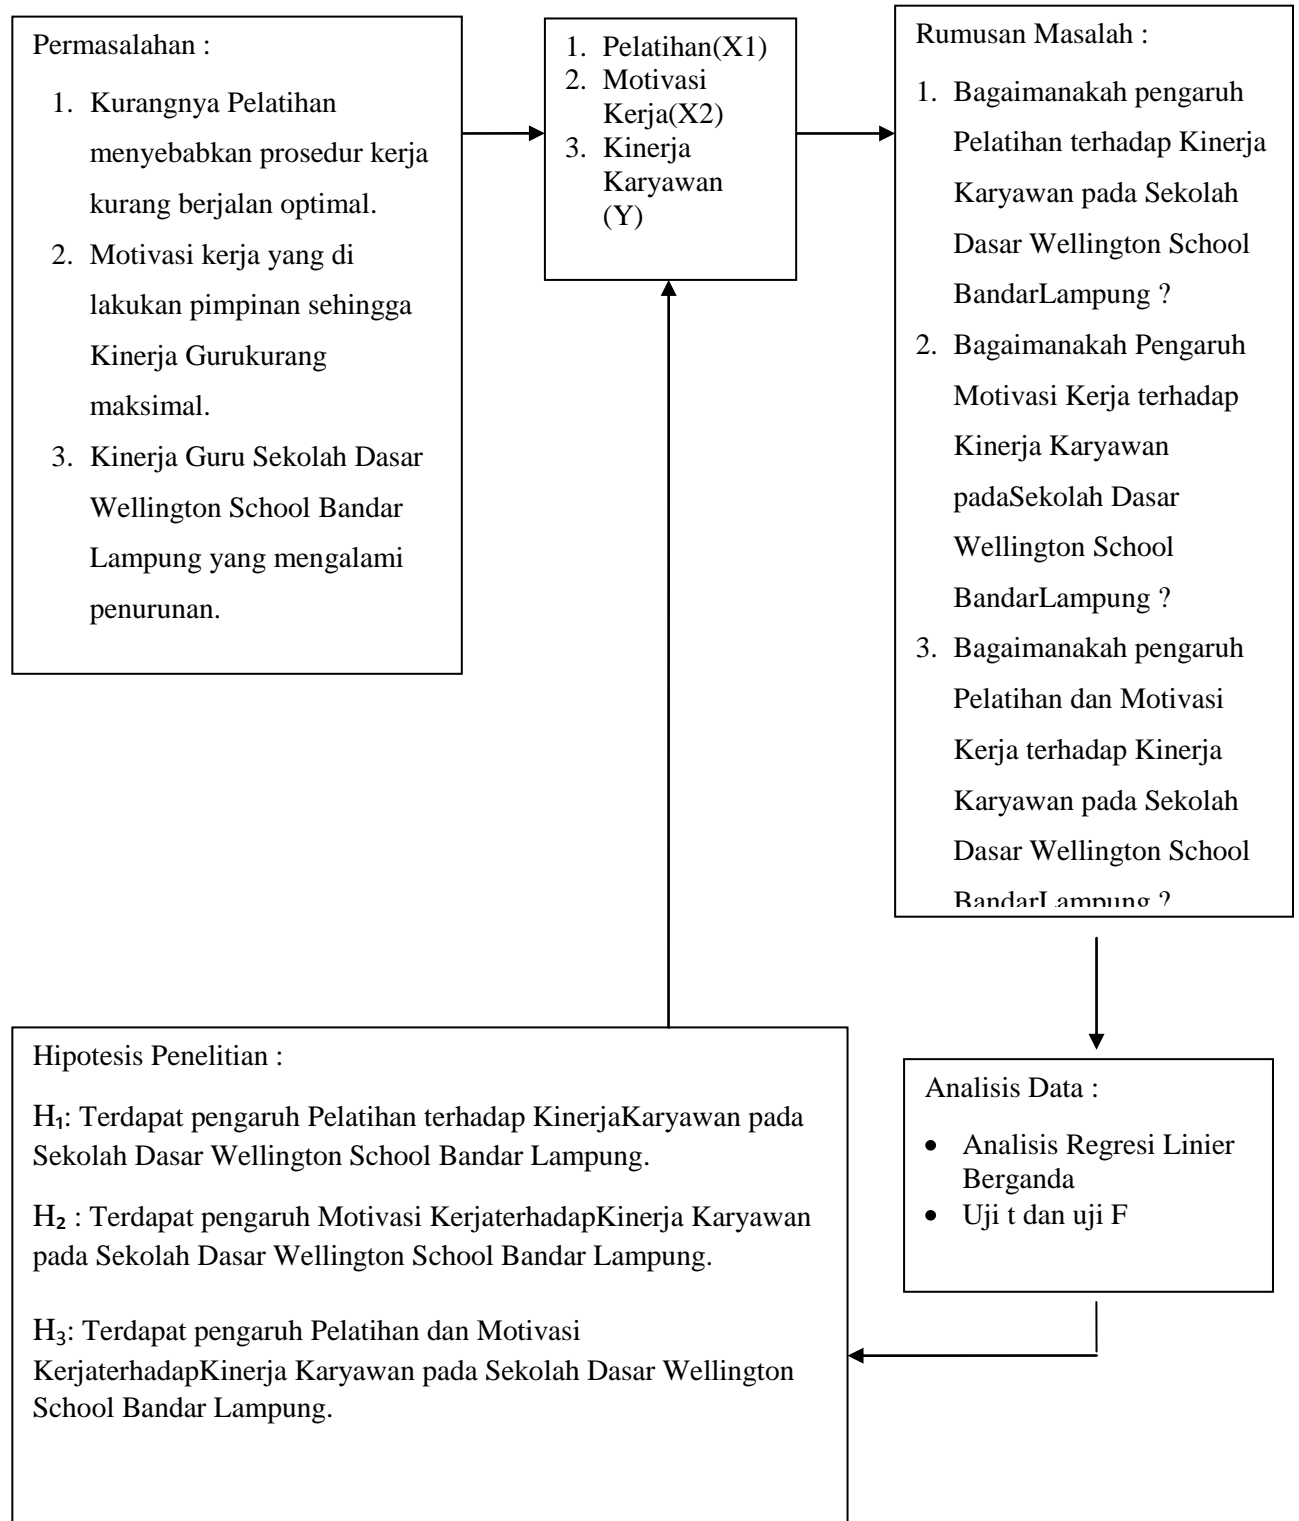 Permasalahan :
1. Kurangnya Pelatihan
menyebabkan prosedur kerja
kurang berjalan optimal.
2. Motivasi kerja yang di
lakukan pimpinan sehingga
Kinerja Gurukurang
maksimal.
3. Kinerja Guru Sekolah Dasar
Wellington School Bandar
Lampung yang mengalami
penurunan.
1. Pelatihan(X1)
2. Motivasi
Kerja(X2)
3. Kinerja
Karyawan
(Y)
Rumusan Masalah :
1. Bagaimanakah pengaruh
Pelatihan terhadap Kinerja
Karyawan pada Sekolah
Dasar Wellington School
BandarLampung ?
2. Bagaimanakah Pengaruh
Motivasi Kerja terhadap
Kinerja Karyawan
padaSekolah Dasar
Wellington School
BandarLampung ?
3. Bagaimanakah pengaruh
Pelatihan dan Motivasi
Kerja terhadap Kinerja
Karyawan pada Sekolah
Dasar Wellington School
BandarLampung ?
Analisis Data :
• Analisis Regresi Linier
Berganda
• Uji t dan uji F
Hipotesis Penelitian :
H₁: Terdapat pengaruh Pelatihan terhadap KinerjaKaryawan pada
Sekolah Dasar Wellington School Bandar Lampung.
H₂ : Terdapat pengaruh Motivasi KerjaterhadapKinerja Karyawan
pada Sekolah Dasar Wellington School Bandar Lampung.
H₃: Terdapat pengaruh Pelatihan dan Motivasi
KerjaterhadapKinerja Karyawan pada Sekolah Dasar Wellington
School Bandar Lampung.